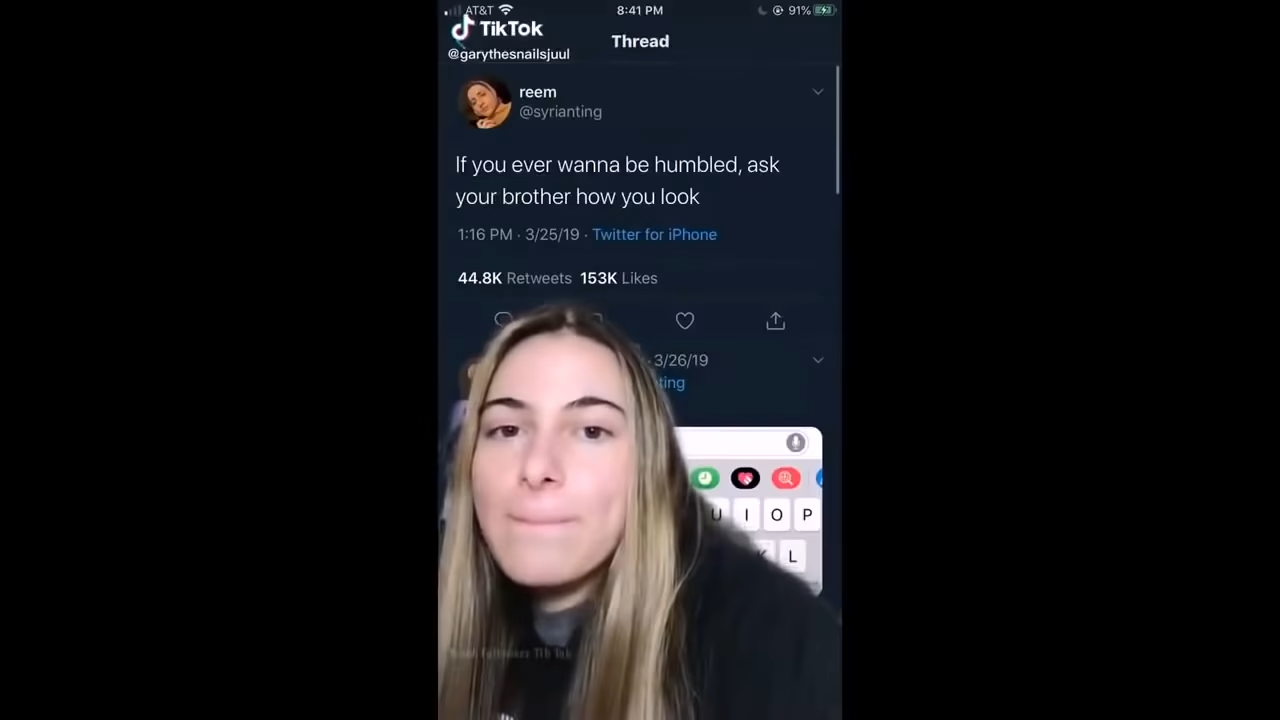 AT&T
8:41 PM
91%
TikTok
@garythesnailsjuul
Thread
reem
@syrianting
If you ever wanna be humbled, ask
your brother how you look
1:16 PM · 3/25/19 · Twitter for iPhone
44.8K Retweets 153K Likes
· 3/26/19
ting
U I O P
K L